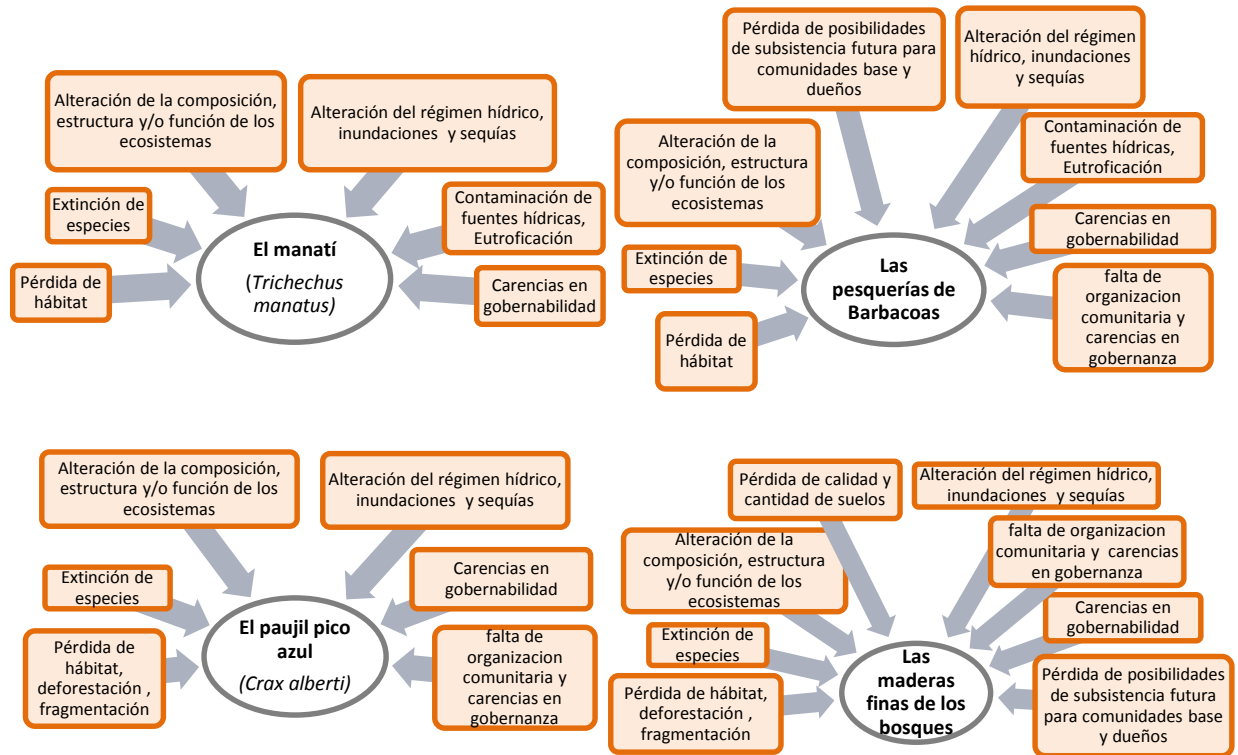 Alteración de la composición,
estructura y/o función de los
ecosistemas
Alteración del régimen hídrico,
inundaciones y sequías
Extinción de
especies
Pérdida de
hábitat
El manatí
(Trichechus
manatus)
Contaminación de
fuentes hídricas,
Eutroficación
Carencias en
gobernabilidad
Pérdida de posibilidades
de subsistencia futura para
comunidades base y
dueños
Alteración del régimen
hídrico, inundaciones
y sequías
Alteración de la
composición, estructura
y/o función de los
ecosistemas
Contaminación de
fuentes hídricas,
Eutroficación
Extinción de especies
Pérdida de
hábitat
Las
pesquerías de
Barbacoas
Carencias en
gobernabilidad
falta de
organizacion
comunitaria y
carencias en
gobernanza
Alteración de la composición,
estructura y/o función de los
ecosistemas
Alteración del régimen hídrico,
inundaciones y sequías
Extinción de
especies
Pérdida de
hábitat,
deforestación ,
fragmentación
El paujil pico
azul
(Crax alberti)
Carencias en
gobernabilidad
falta de
organizacion
comunitaria y
carencias en
gobernanza
Pérdida de calidad y
cantidad de suelos
Alteración del régimen hídrico,
inundaciones y sequías
Alteración de la
composición, estructura
y/o función de los
ecosistemas
falta de organizacion
comunitaria y carencias
en gobernanza
Extinción de
especies
Pérdida de hábitat,
deforestación ,
fragmentación
Las
maderas
finas de los
bosques
Carencias en
gobernabilidad
Pérdida de posibilidades
de subsistencia futura
para comunidades base y
dueños